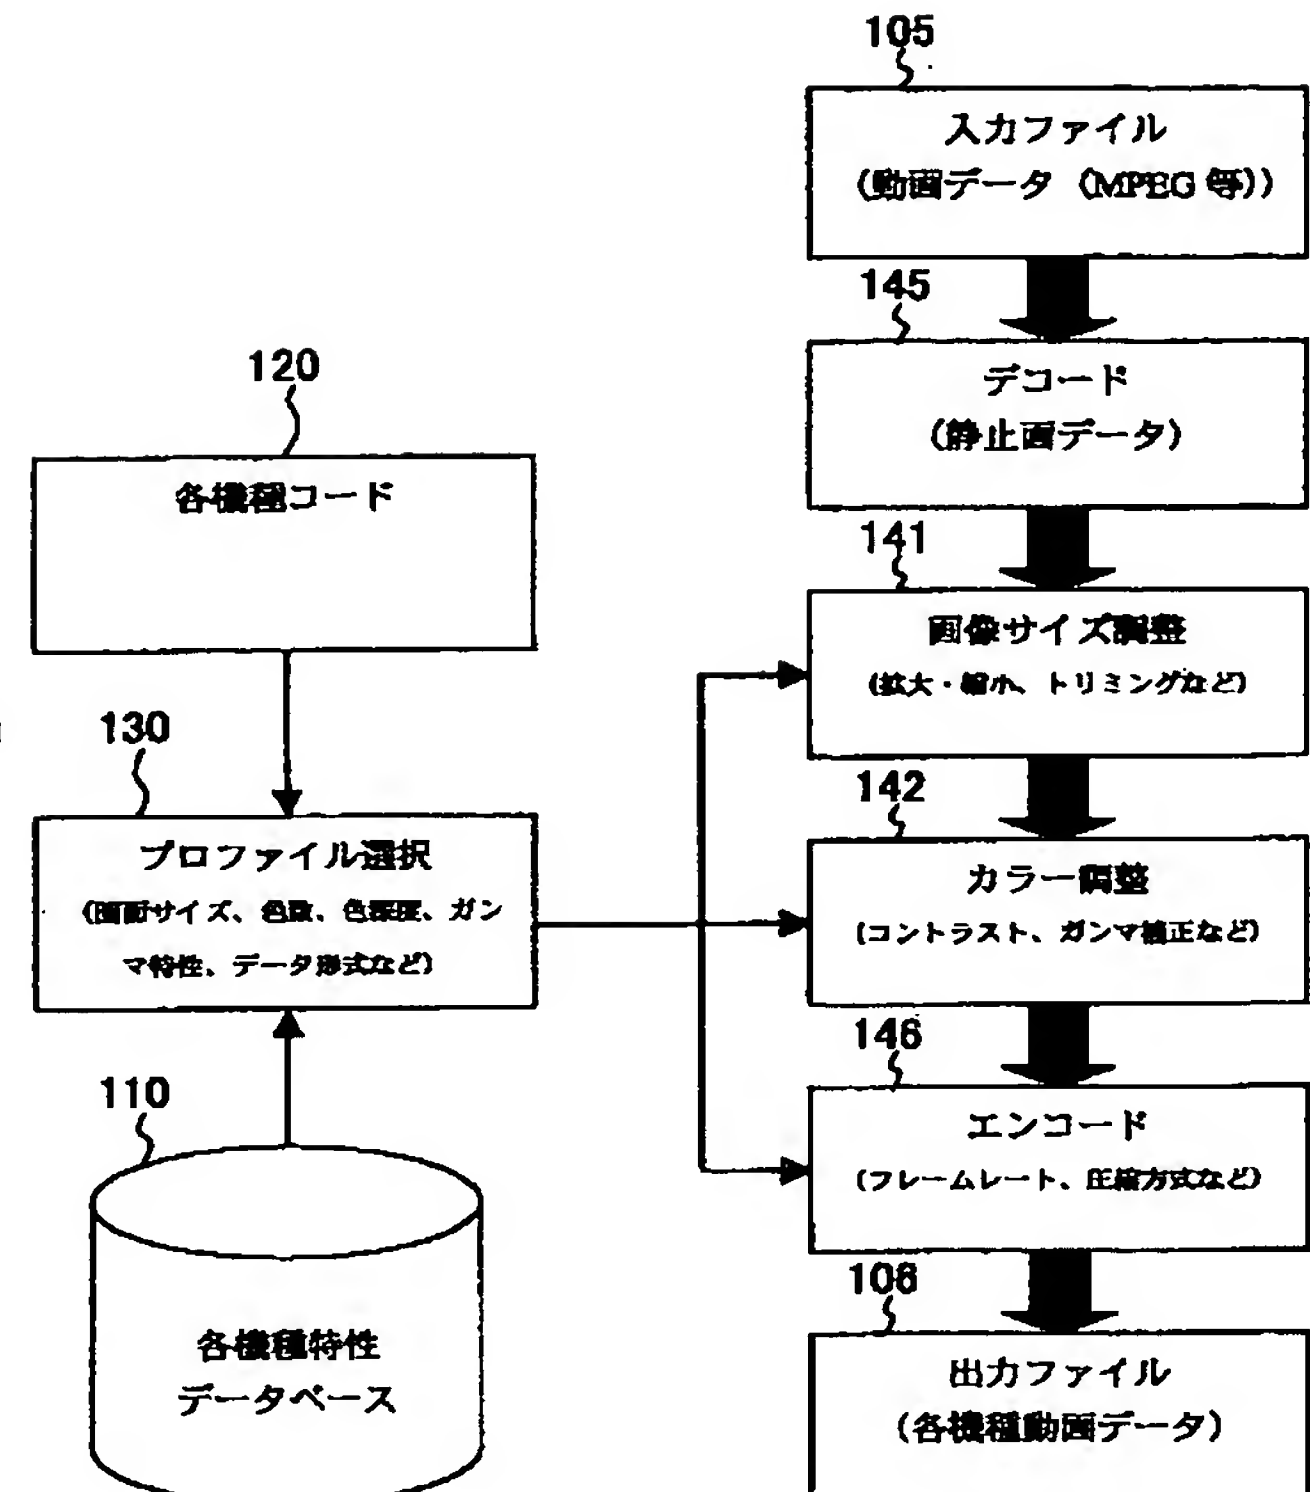 105
入力ファイル
(動画データ (MPEG 等))
145
デコード
(静止画データ)
141
画像サイズ調整
(拡大・縮小、トリミングなど)
142
カラー調整
(コントラスト、ガンマ補正など)
146
エンコード
(フレームレート、圧縮方式など)
106
出力ファイル
(各機種動画データ)
120
各機種コード
130
プロファイル選択
(画面サイズ、色数、色深度、ガン
マ特性、データ形式など)
110
各機種特性
データベース